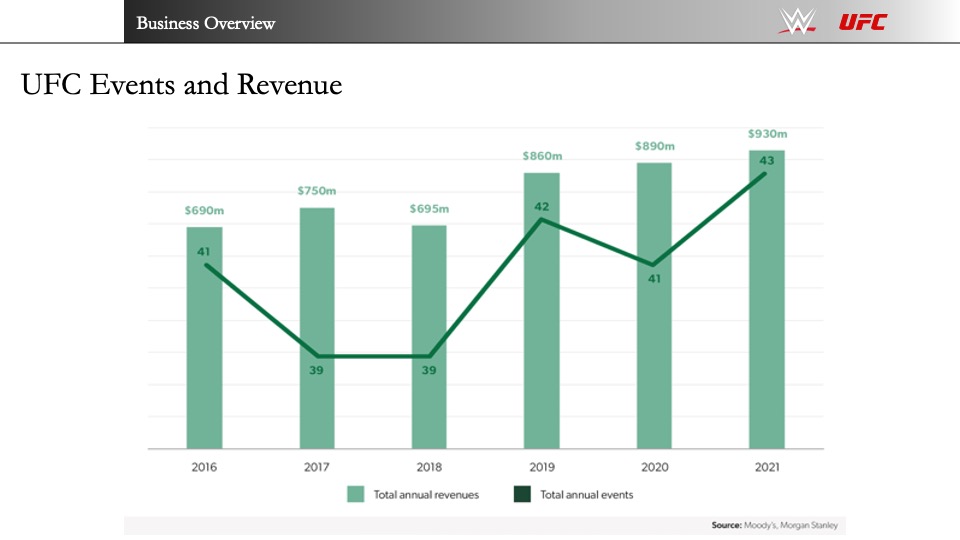 Business Overview
W
UFC
UFC Events and Revenue
$690m
$750m
$695m
$860m
$890m
$930m
41
39
39
42
41
43
2016 2017 2018 2019 2020 2021
Total annual revenues Total annual events
Source: Moody's, Morgan Stanley